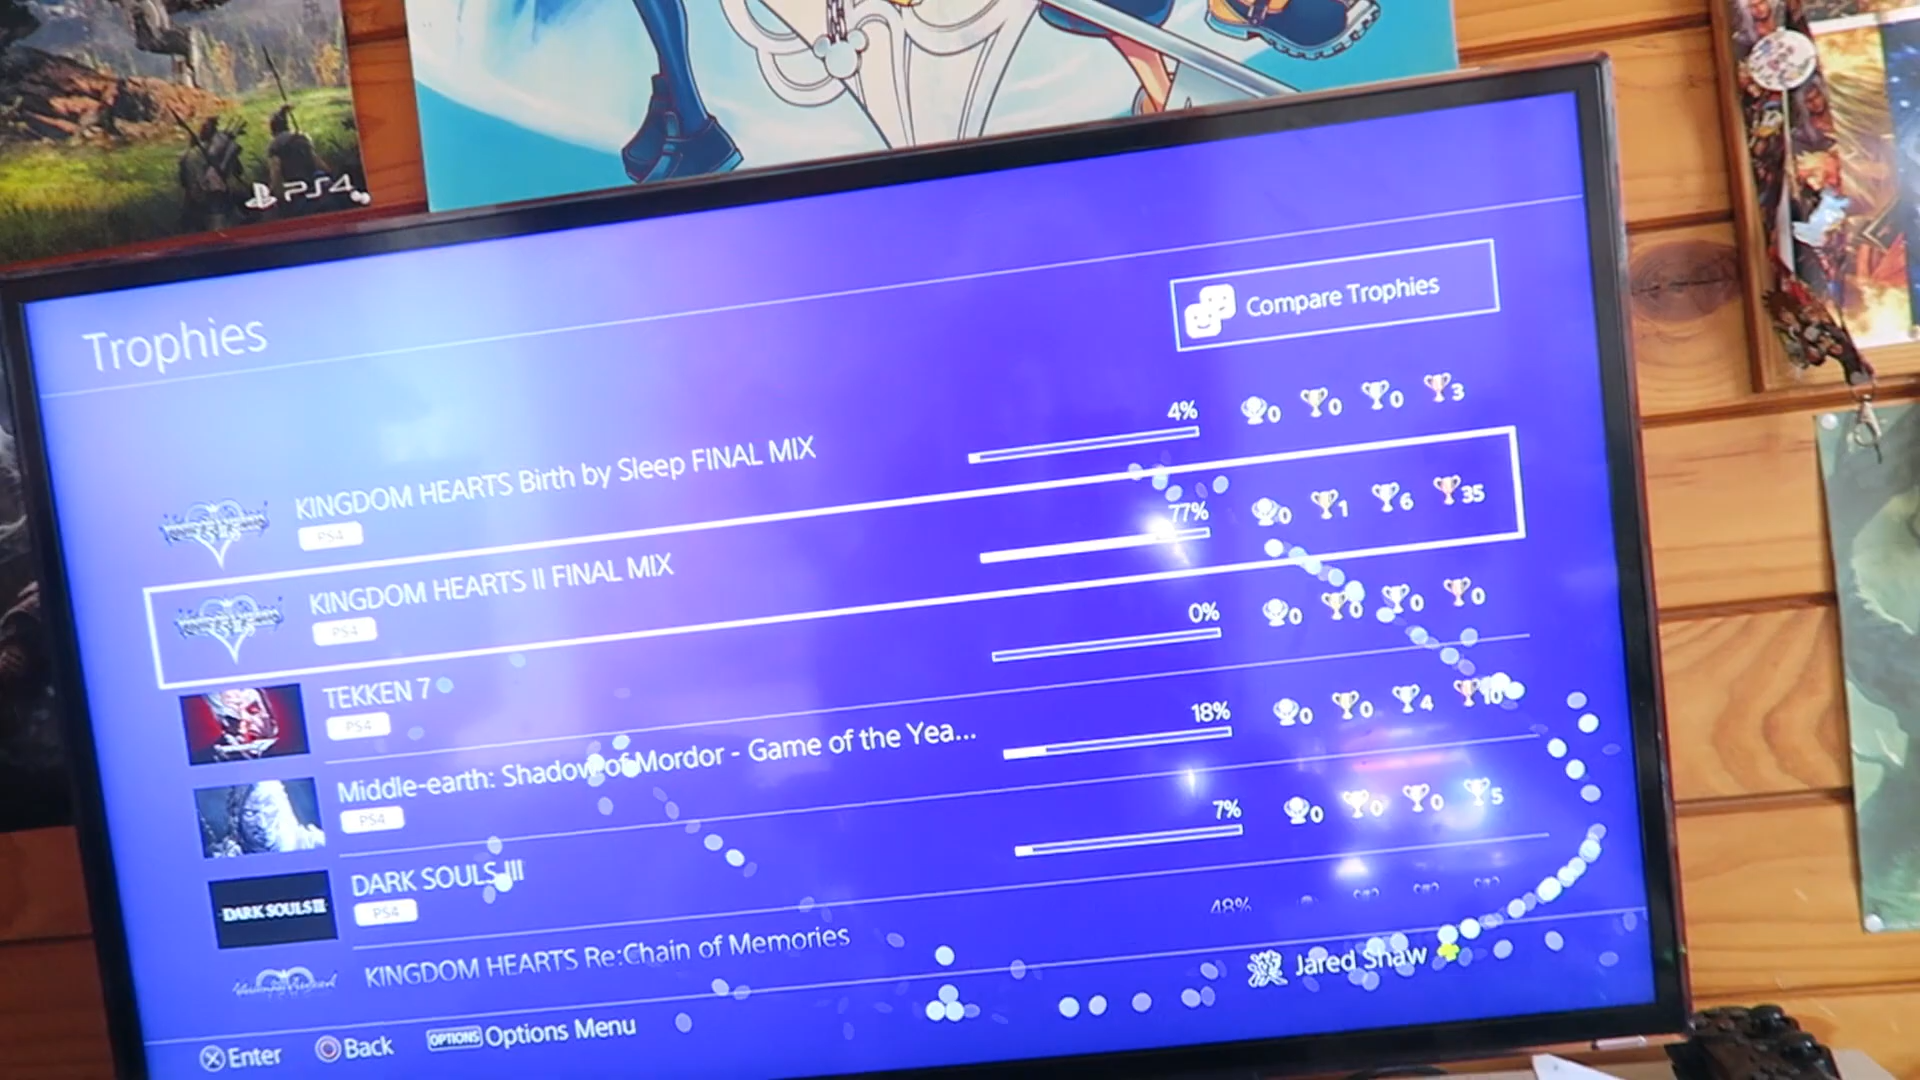 PS4
Trophies
Compare Trophies
KINGDOM HEARTS Birth by Sleep FINAL MIX
PS4
4%
0 0 0 3
KINGDOM HEARTS II FINAL MIX
PS4
77%
0 1 6 35
TEKKEN 7
PS4
0%
0 0 0 0
Middle-earth: Shadow of Mordor - Game of the Yea...
PS4
18%
0 0 4 10
DARK SOULS III
DARK SOULS III
PS4
7%
0 0 0 5
KINGDOM HEARTS Re:Chain of Memories
48%
Jared Shaw
Enter Back OPTIONS Options Menu